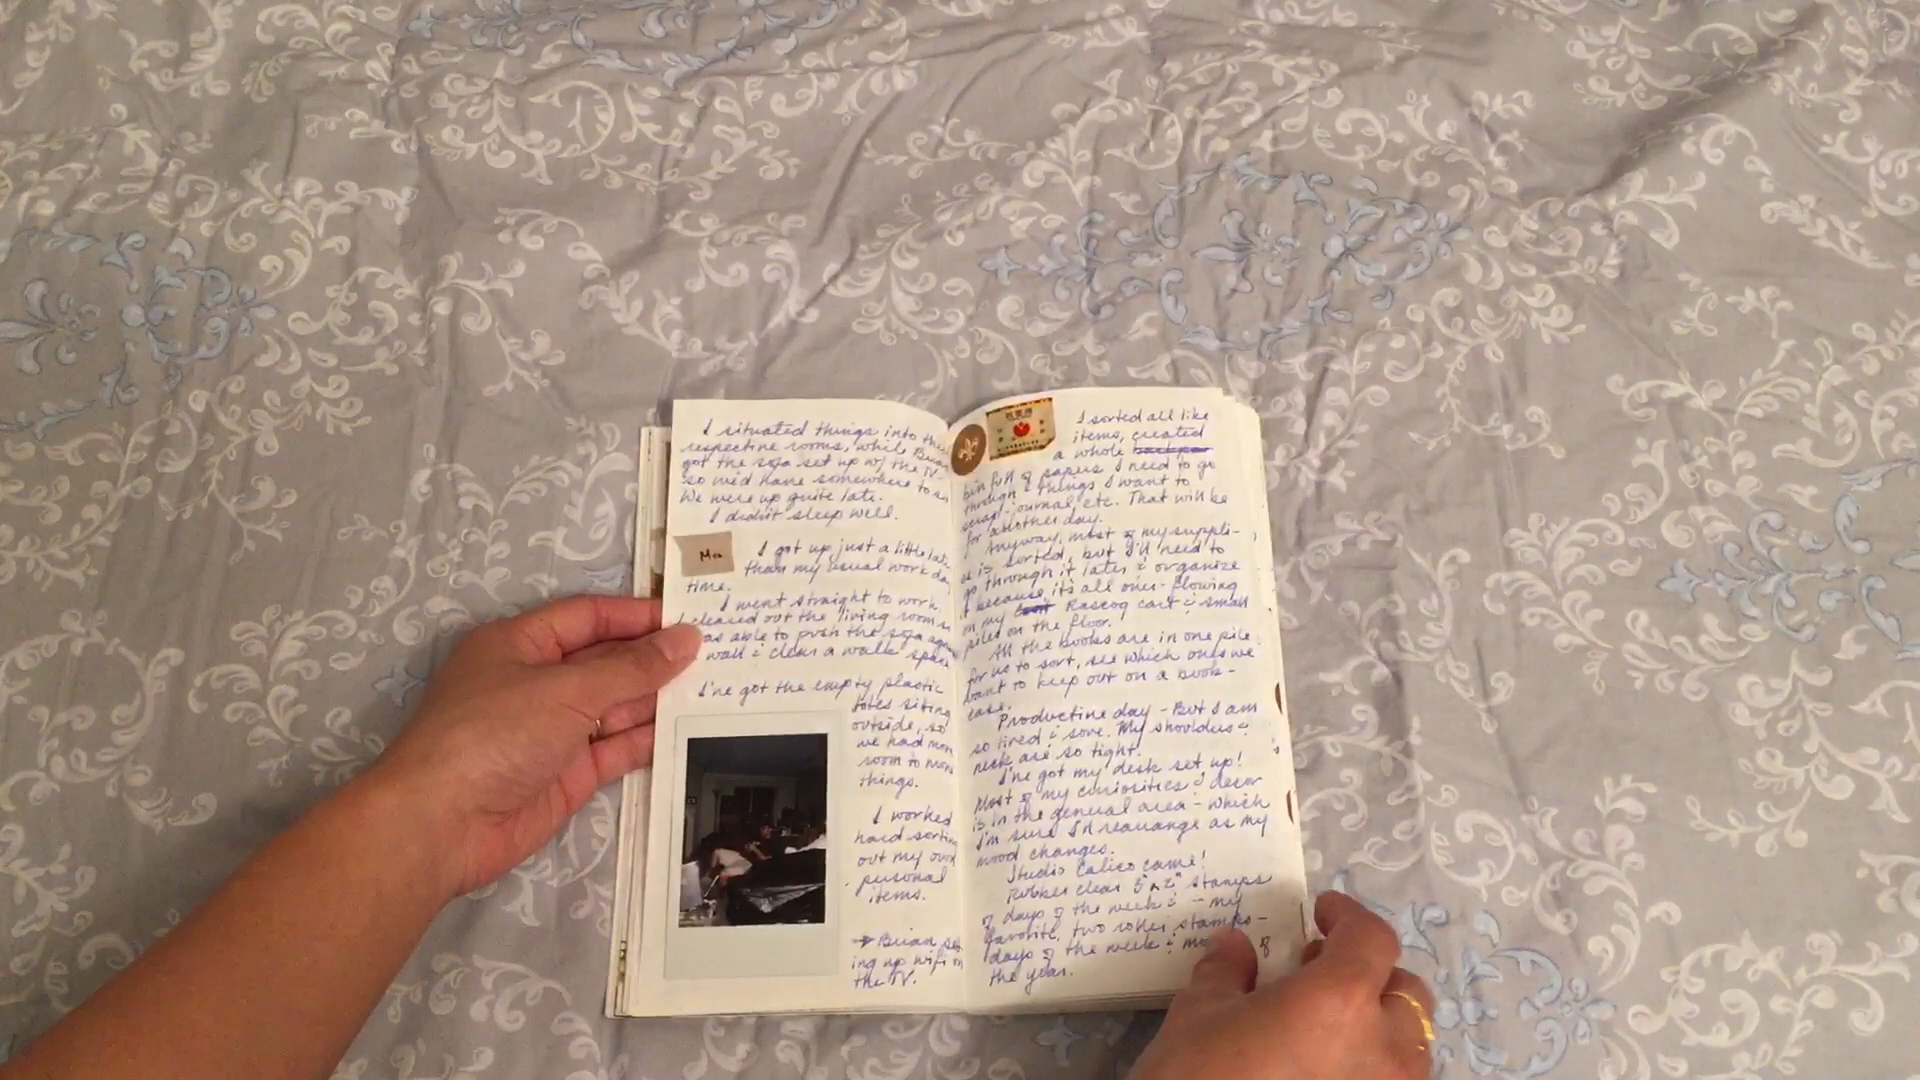 I situated things into the
respective rooms, while Brian
got the sofa set up w/ the TV
so we'd have somewhere to
We were up quite late.
I didn't sleep well.
Mon
I got up just a little late
than my usual work day
time.
I went straight to work.
I cleared out the living room
was able to push the sofa
wall & clear a walk space
I've got the empty plastic
totes sitting
outside, so
we had more
room to move
things.
I worked
hard sorting
out my own
personal
items.
→ Brian set-
ing up wifi on
the TV.
I sorted all like
items, created
a whole
bin full of papers I need to go
through & things I want to
scrap-journal, etc. That will be
for another day.
Anyway, most of my suppli-
es is sorted, but I'll need to
go through it later & organize
it because, it's all over-flowing
on my Raskog cart & small
piles on the floor.
All the books are in one pile
for us to sort, see which ones we
want to keep out on a book-
case.
Productive day - But I am
so tired & sore. My shoulders &
neck are so tight.
I've got my desk set up!
Most of my curiosities & decor
is in the general area - which
I'm sure I'll rearrange as my
mood changes.
Studio Calico came!
Rubber clear stamps
of days of the week & - my
favorite, two roller stamps -
days of the week & of
the year.